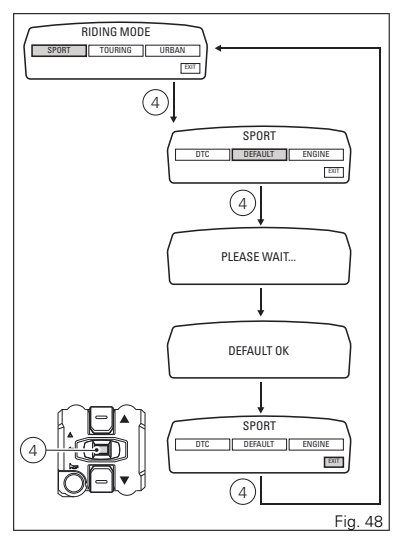 RIDING MODE
SPORT TOURING URBAN
EXIT
4
SPORT
DTC DEFAULT ENGINE
EXIT
4
PLEASE WAIT...
DEFAULT OK
SPORT
DTC DEFAULT ENGINE
EXIT
4
4
Fig. 48